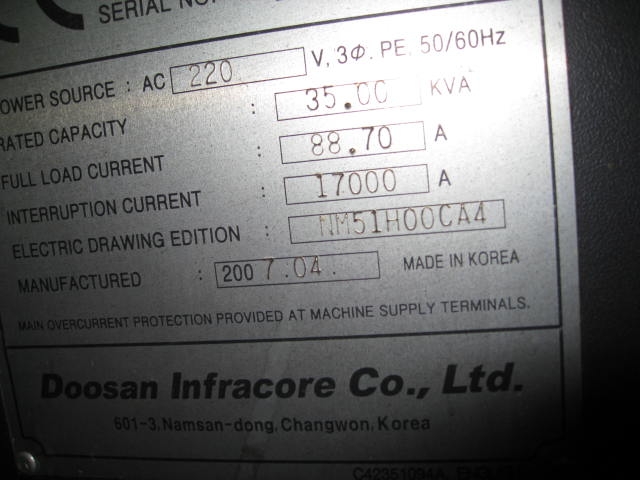 SERIAL
POWER SOURCE : AC 220 V, 3Φ. PE. 50/60Hz
RATED CAPACITY : 35.00 KVA
FULL LOAD CURRENT : 88.70 A
INTERRUPTION CURRENT : 17000 A
ELECTRIC DRAWING EDITION : NM51H00CA4
MANUFACTURED : 2007.04. MADE IN KOREA
MAIN OVERCURRENT PROTECTION PROVIDED AT MACHINE SUPPLY TERMINALS.
Doosan Infracore Co., Ltd.
601-3, Namsan-dong, Changwon, Korea
C42351094A